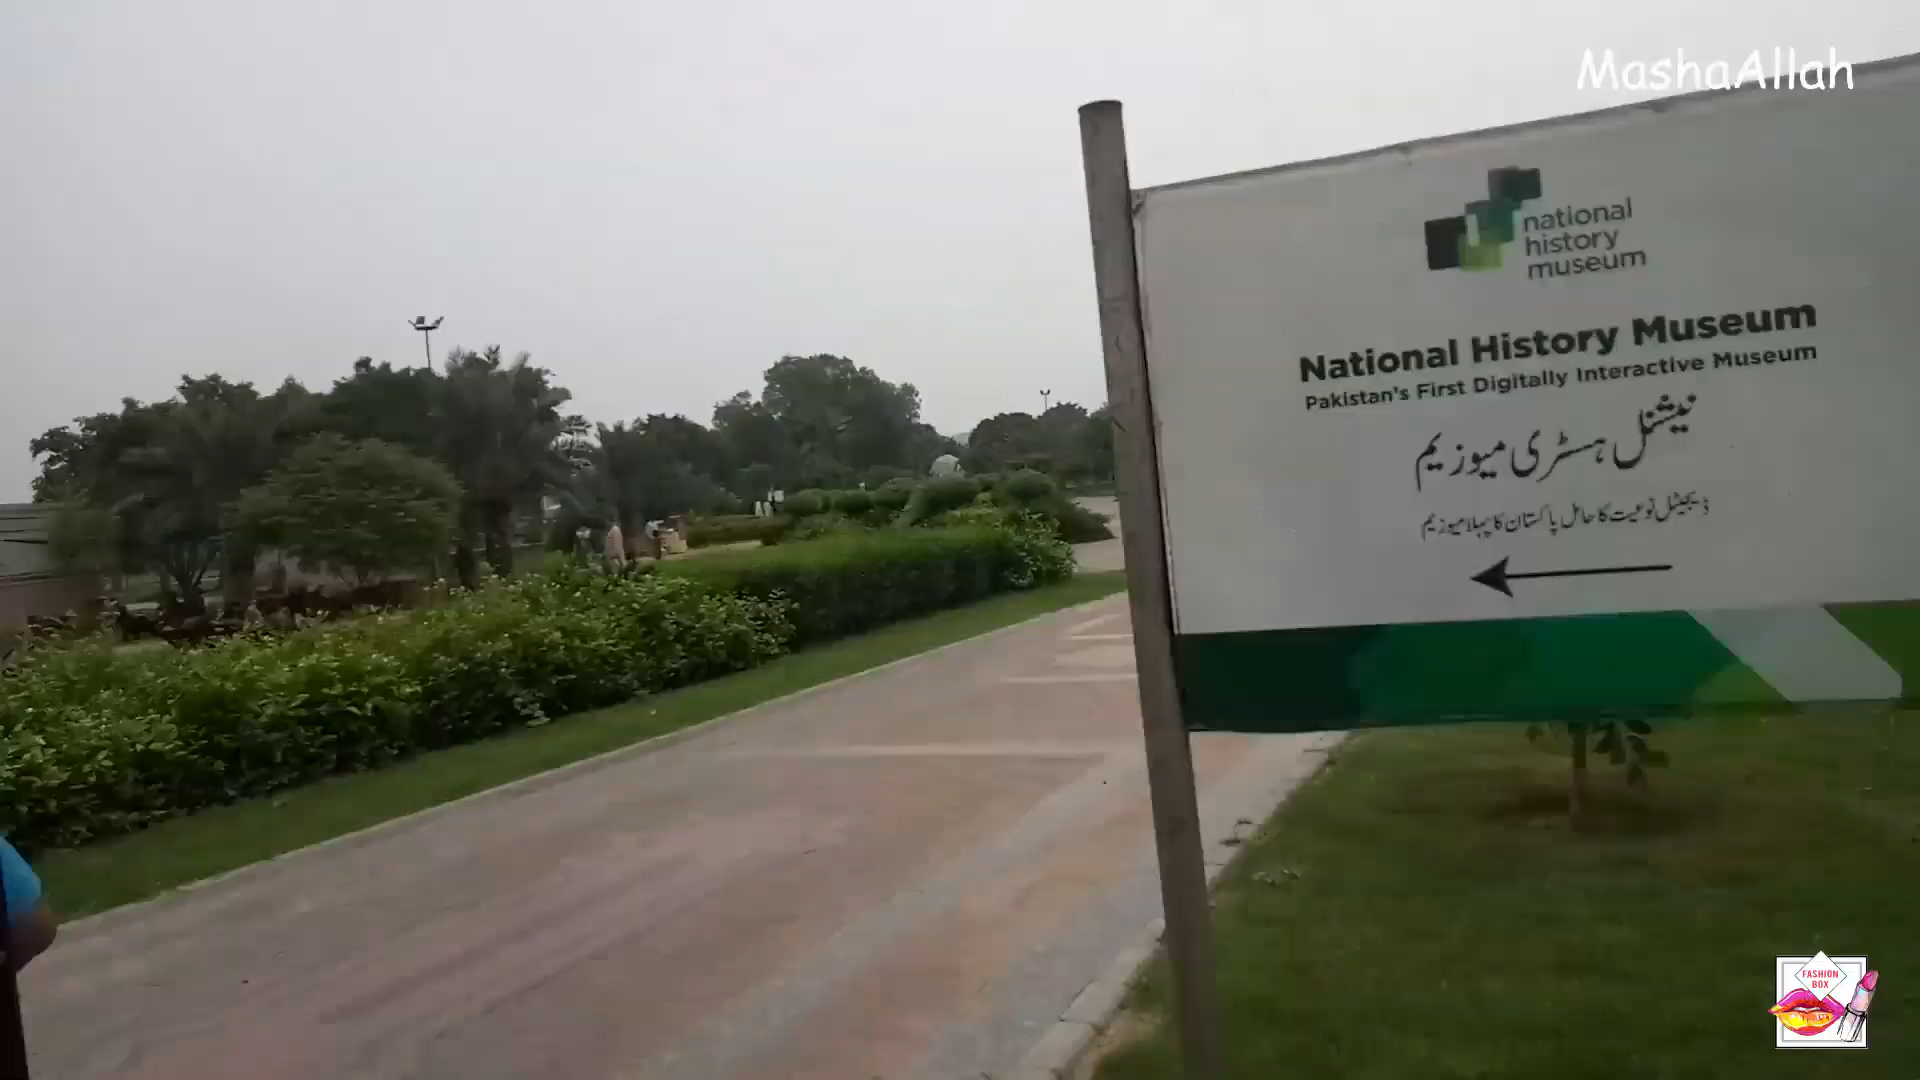 MashaAllah
national
history
museum
National History Museum
Pakistan's First Digitally Interactive Museum
نیشنل ہسٹری میوزیم
ڈیجیٹل نوعیت کا حامل پاکستان کا پہلا میوزیم
FASHION
BOX